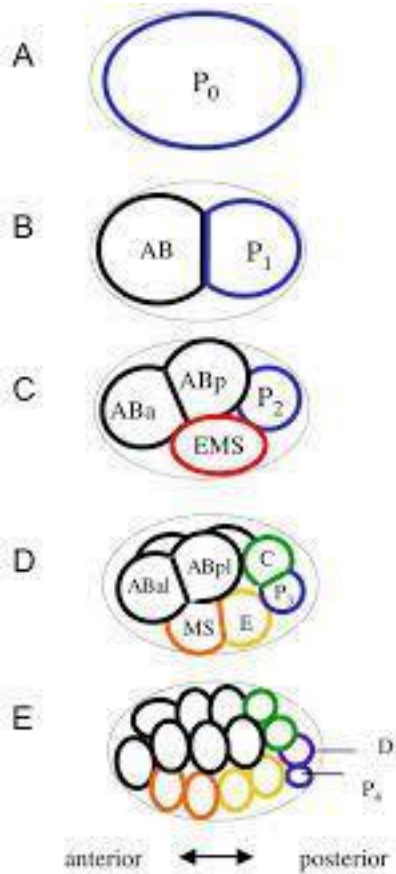 A
P0
B
AB P1
C
ABa ABp P2
EMS
D
ABal ABpl C
P3
MS E
E
D
P4
anterior posterior